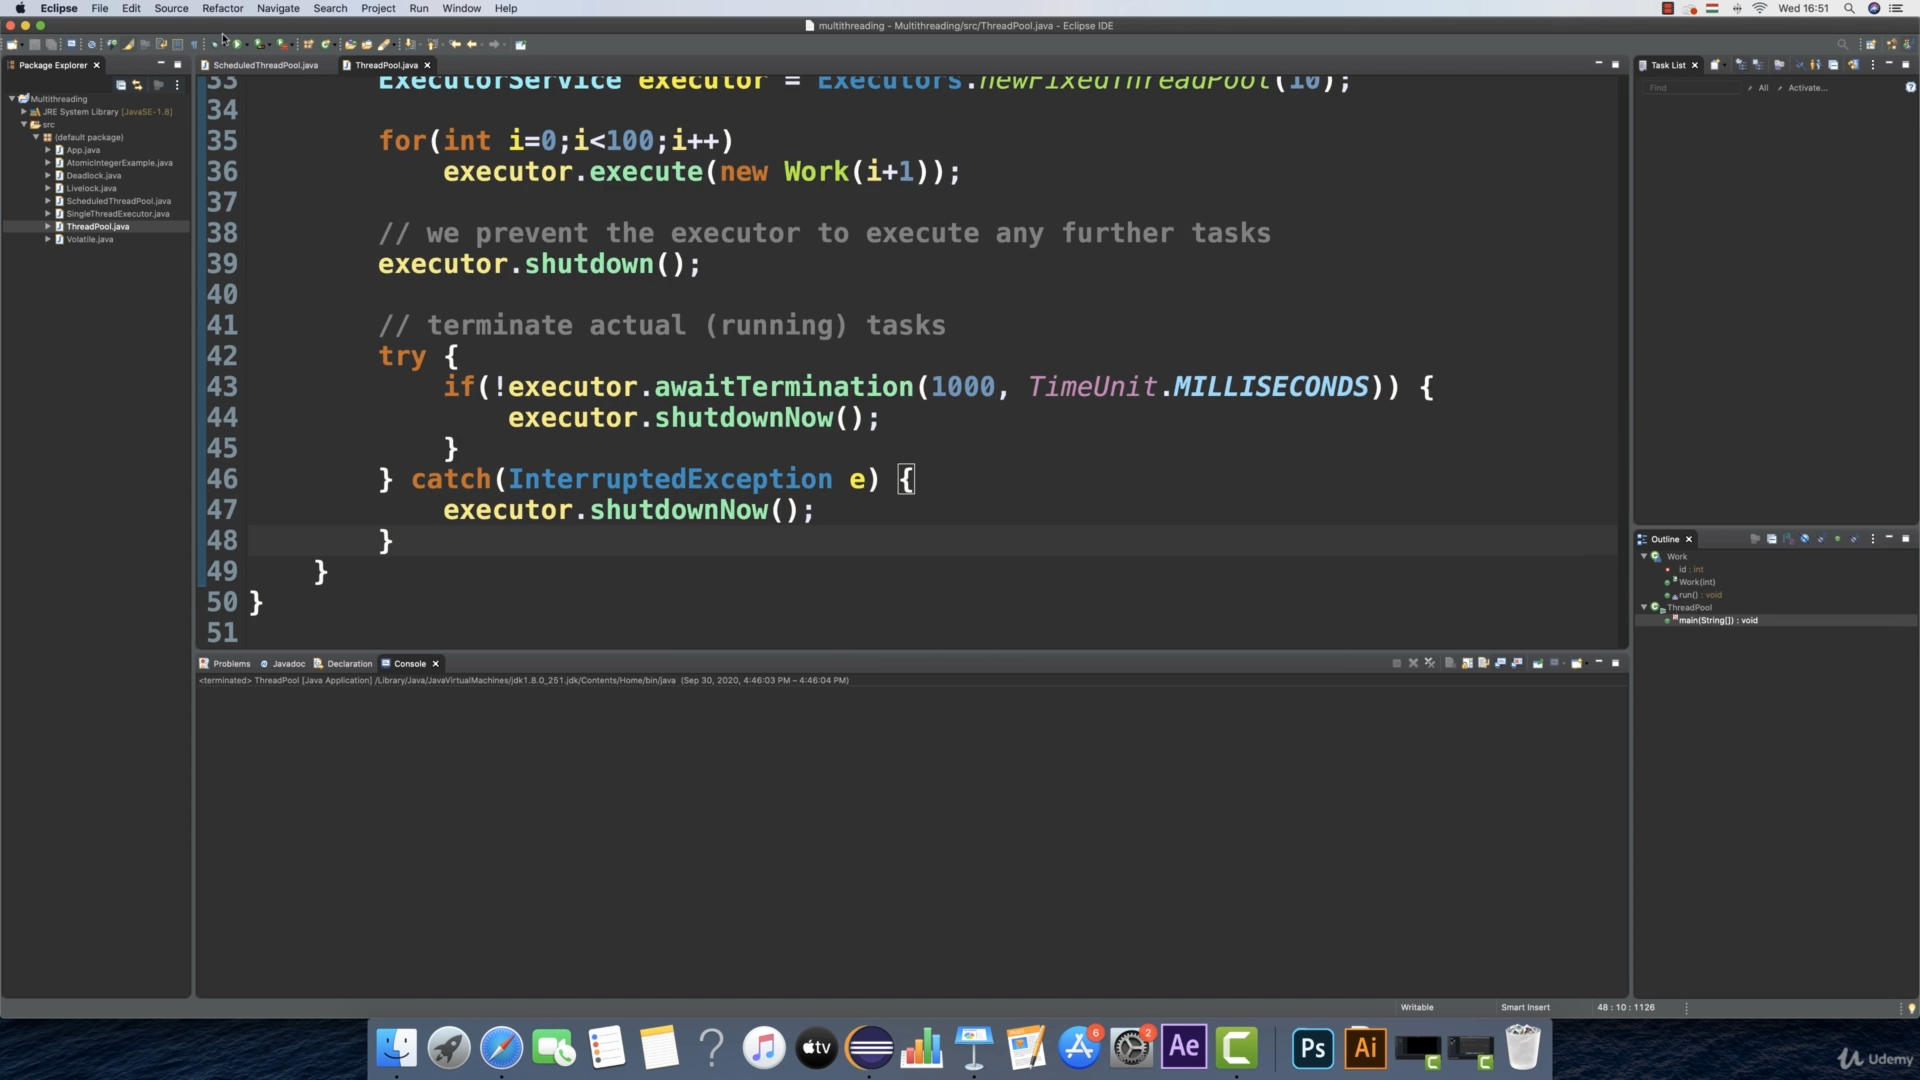 Eclipse File Edit Source Refactor Navigate Search Project Run Window Help Wed 16:51
multithreading - Multithreading/src/ThreadPool.java - Eclipse IDE
Package Explorer
Multithreading
JRE System Library [JavaSE-1.8]
src
(default package)
App.java
AtomicIntegerExample.java
Deadlock.java
Livelock.java
ScheduledThreadPool.java
SingleThreadExecutor.java
ThreadPool.java
Volatile.java
ScheduledThreadPool.java ThreadPool.java
33 ExecutorService executor = Executors.newFixedThreadPool(10);
34
35 for(int i=0;i<100;i++)
36 executor.execute(new Work(i+1));
37
38 // we prevent the executor to execute any further tasks
39 executor.shutdown();
40
41 // terminate actual (running) tasks
42 try {
43 if(!executor.awaitTermination(1000, TimeUnit.MILLISECONDS)) {
44 executor.shutdownNow();
45 }
46 } catch(InterruptedException e) {
47 executor.shutdownNow();
48 }
49 }
50 }
51
Task List
Find All Activate...
Outline
Work
id : int
Work(int)
run() : void
ThreadPool
main(String[]) : void
Problems Javadoc Declaration Console
<terminated> ThreadPool [Java Application] /Library/Java/JavaVirtualMachines/jdk1.8.0_251.jdk/Contents/Home/bin/java (Sep 30, 2020, 4:46:03 PM – 4:46:04 PM)
Writable Smart Insert 48 : 10 : 1126
tv 6 2 Ae C Ps Ai
Udemy